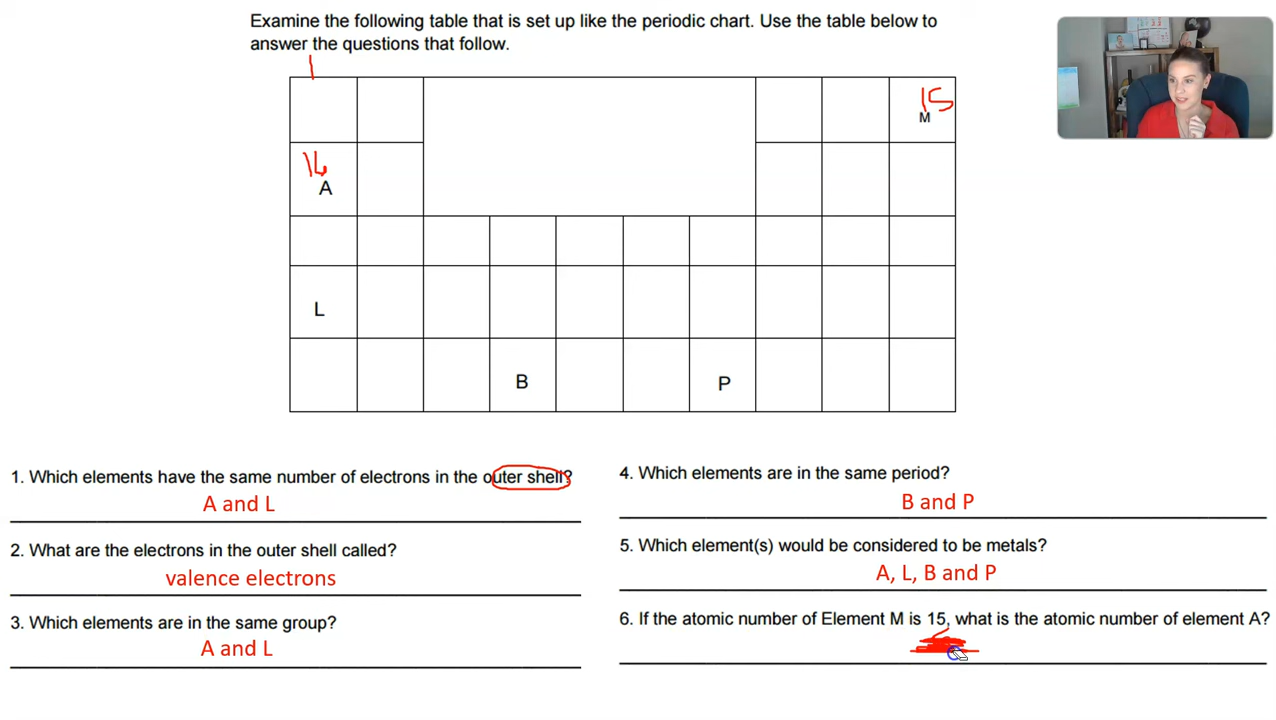 Examine the following table that is set up like the periodic chart. Use the table below to
answer the questions that follow.
1
15
M
16
A
L
B
P
1. Which elements have the same number of electrons in the outer shell?
A and L
2. What are the electrons in the outer shell called?
valence electrons
3. Which elements are in the same group?
A and L
4. Which elements are in the same period?
B and P
5. Which element(s) would be considered to be metals?
A, L, B and P
6. If the atomic number of Element M is 15, what is the atomic number of element A?